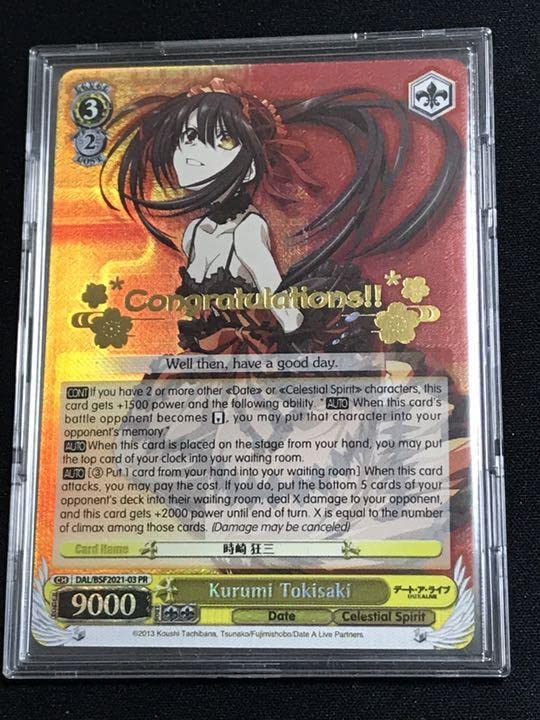 LEVEL
3
2
COST
Congratulations!!
Well then, have a good day.
CONT If you have 2 or more other «Date» or «Celestial Spirit» characters, this
card gets +1500 power and the following ability. "AUTO When this card's
battle opponent becomes , you may put that character into your
opponent's memory."
AUTO When this card is placed on the stage from your hand, you may put
the top card of your clock into your waiting room.
AUTO [③ Put 1 card from your hand into your waiting room] When this card
attacks, you may pay the cost. If you do, put the bottom 5 cards of your
opponent's deck into their waiting room, deal X damage to your opponent,
and this card gets +2000 power until end of turn. X is equal to the number
of climax among those cards. (Damage may be canceled)
Card Name
時崎 狂三
CH DAL/BSF2021-03 PR
Kurumi Tokisaki
デート・ア・ライブ
DATE A LIVE
POWER
9000
SOUL
Date
Celestial Spirit
©2013 Koushi Tachibana, Tsunako/Fujimishobo/Date A Live Partners